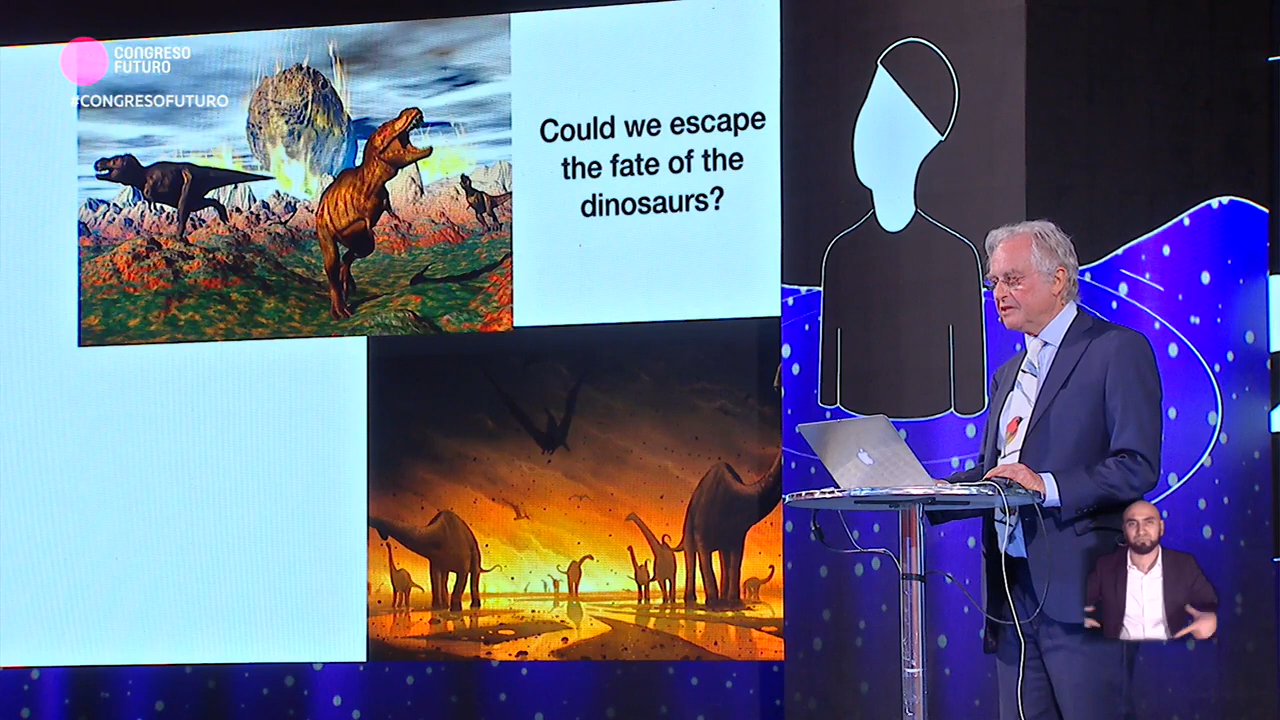 CONGRESO
FUTURO
#CONGRESOFUTURO
Could we escape
the fate of the
dinosaurs?